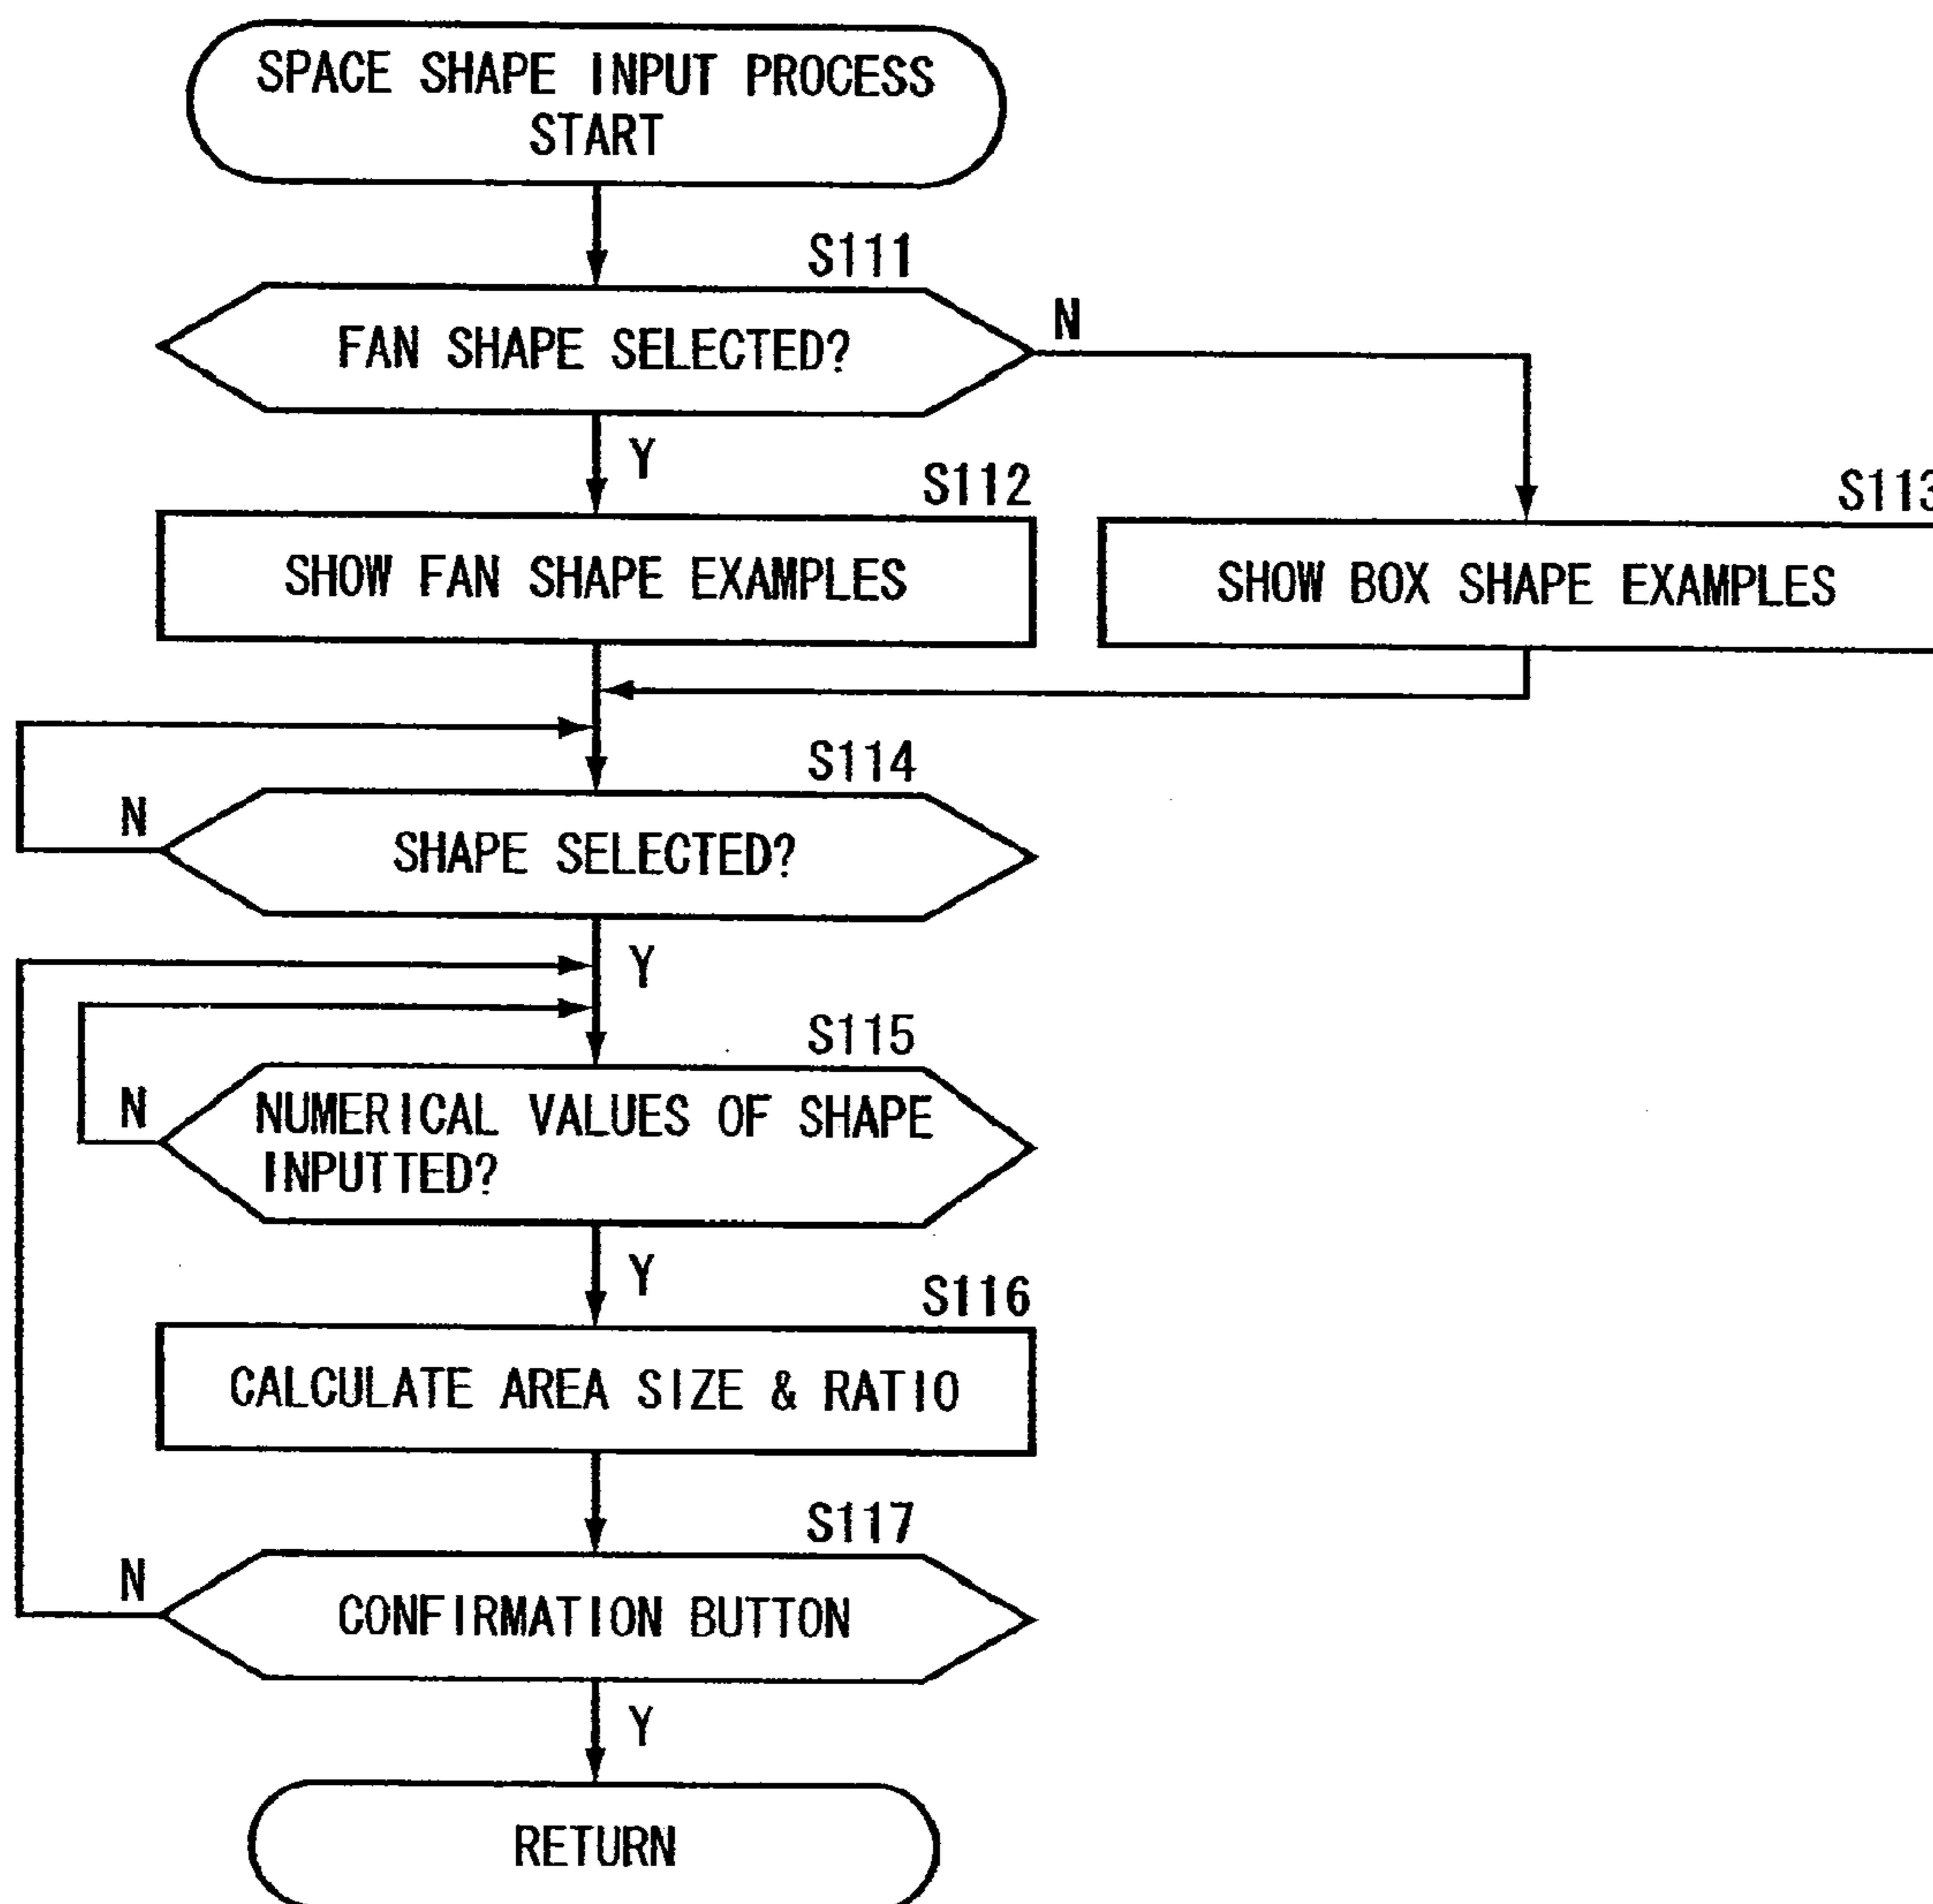 SPACE SHAPE INPUT PROCESS
START
S111
FAN SHAPE SELECTED?
N
Y
S112
SHOW FAN SHAPE EXAMPLES
S113
SHOW BOX SHAPE EXAMPLES
S114
N
SHAPE SELECTED?
Y
S115
N
NUMERICAL VALUES OF SHAPE
INPUTTED?
Y
S116
CALCULATE AREA SIZE & RATIO
S117
N
CONFIRMATION BUTTON
Y
RETURN